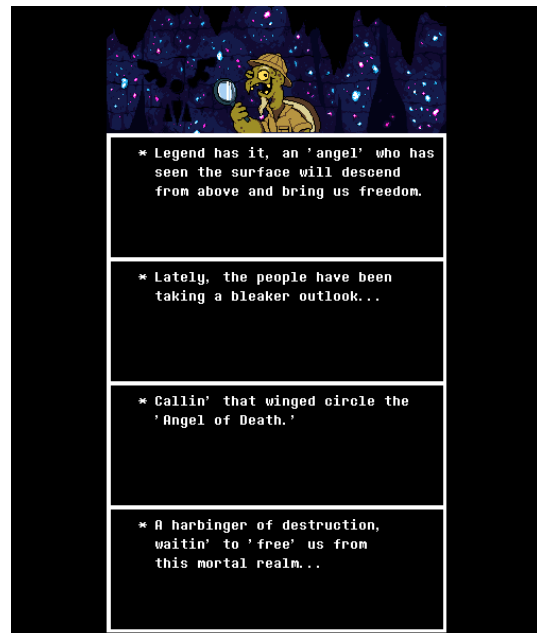 * Legend has it, an 'angel' who has
seen the surface will descend
from above and bring us freedom.
* Lately, the people have been
taking a bleaker outlook...
* Callin' that winged circle the
'Angel of Death.'
* A harbinger of destruction,
waitin' to 'free' us from
this mortal realm...